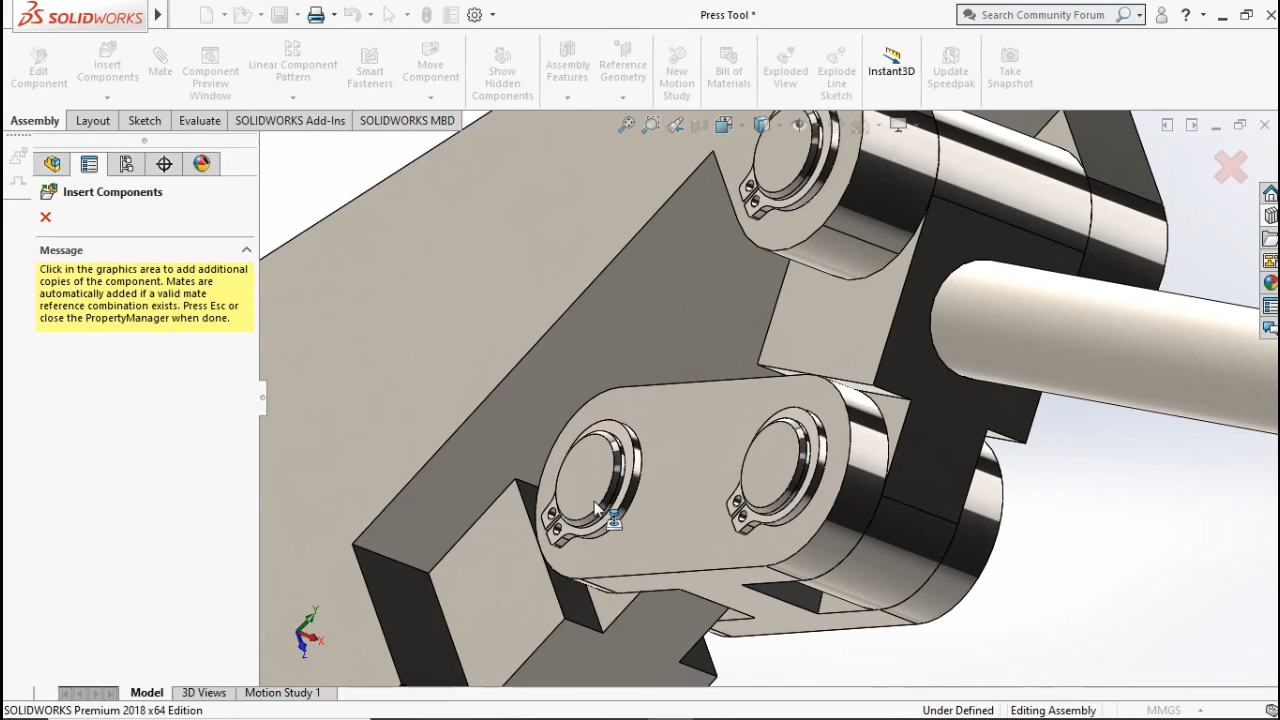 SOLIDWORKS
Press Tool *
Search Community Forum
?
Edit Component
Insert Components
Mate
Component Preview Window
Linear Component Pattern
Smart Fasteners
Move Component
Show Hidden Components
Assembly Features
Reference Geometry
New Motion Study
Bill of Materials
Exploded View
Explode Line Sketch
Instant3D
Update Speedpak
Take Snapshot
Assembly
Layout
Sketch
Evaluate
SOLIDWORKS Add-Ins
SOLIDWORKS MBD
Insert Components
Message
Click in the graphics area to add additional
copies of the component. Mates are
automatically added if a valid mate
reference combination exists. Press Esc or
close the PropertyManager when done.
Y
X
Z
Model
3D Views
Motion Study 1
SOLIDWORKS Premium 2018 x64 Edition
Under Defined
Editing Assembly
MMGS